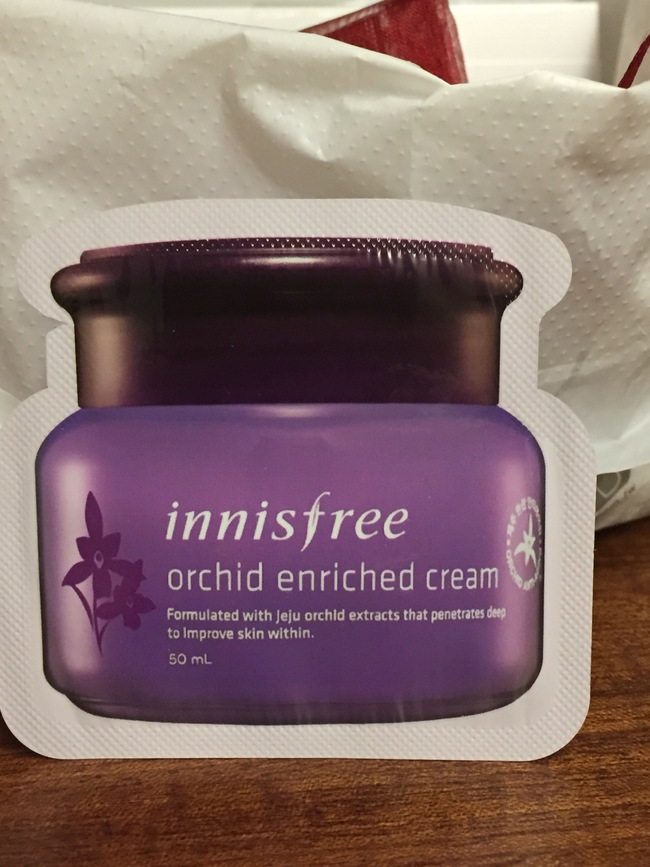 innisfree
orchid enriched cream
Formulated with Jeju orchid extracts that penetrates deep
to improve skin within.
50 mL